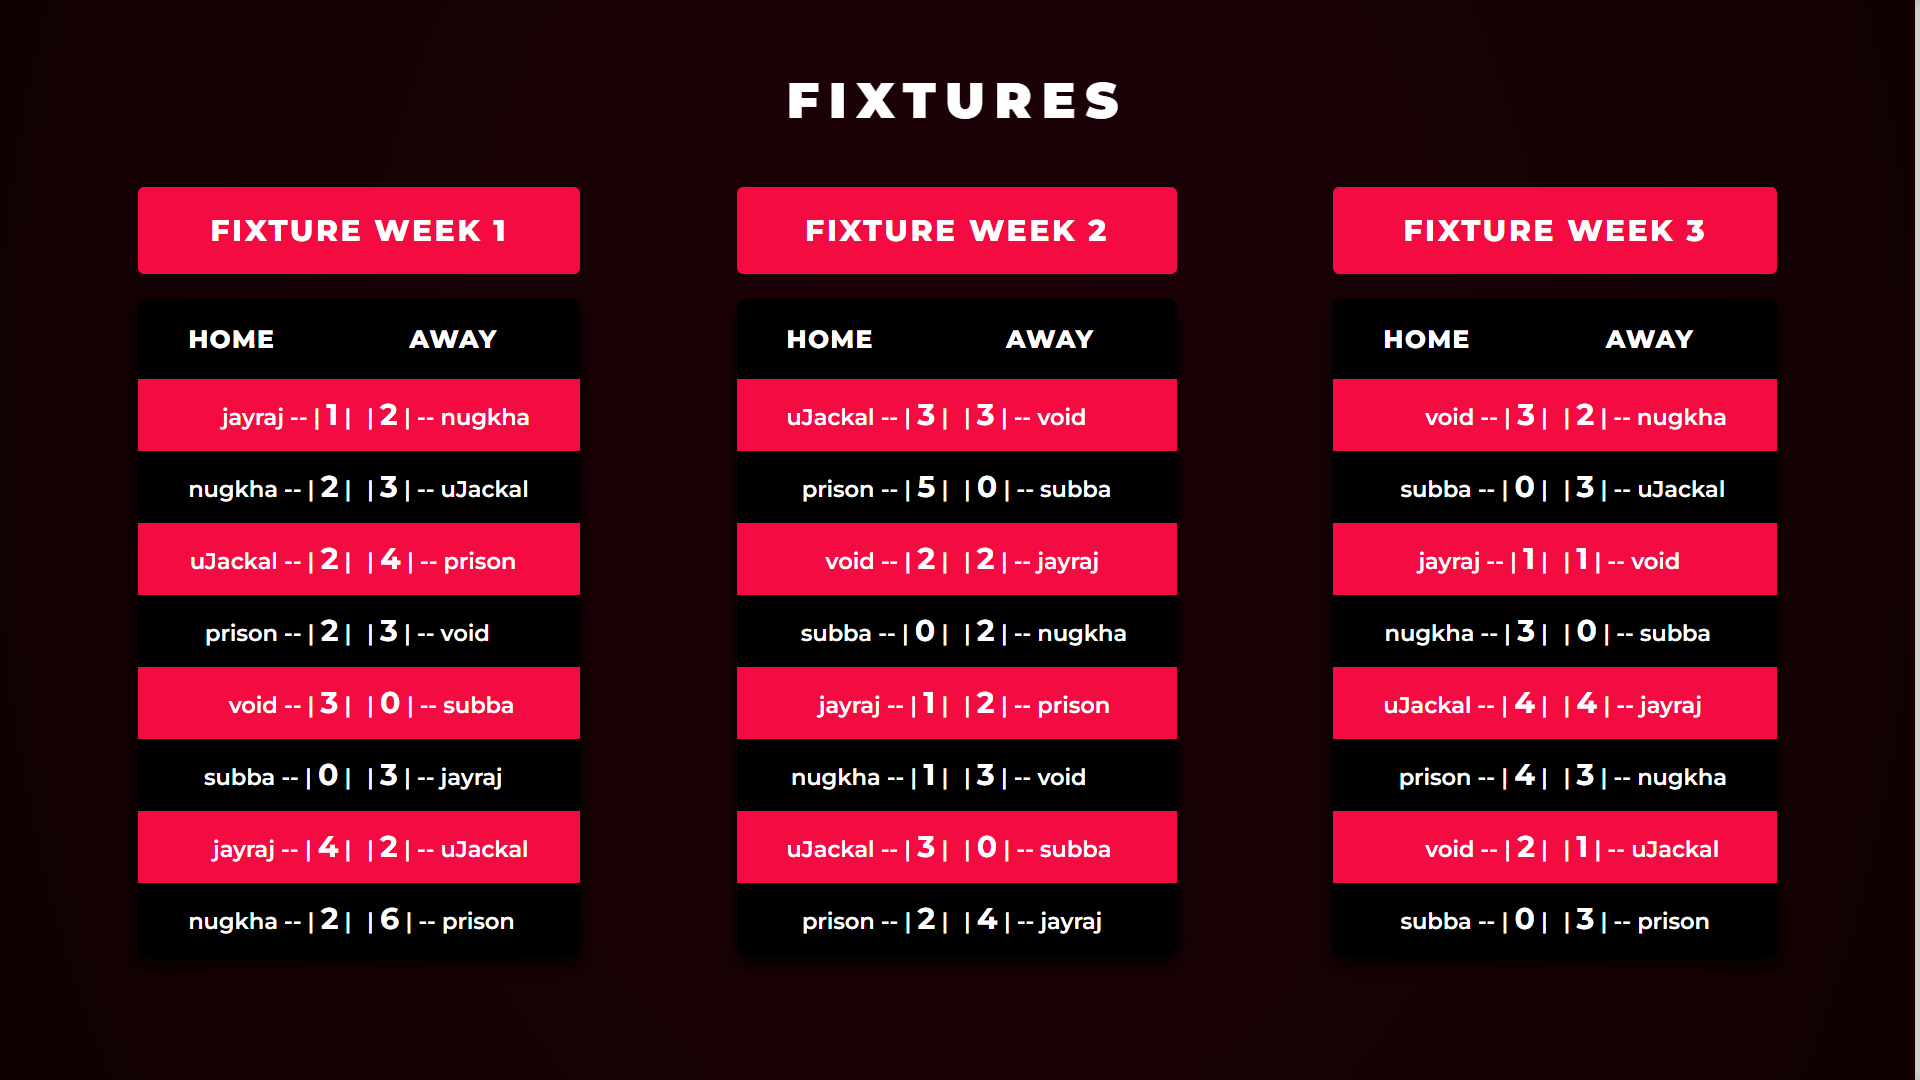 FIXTURES
FIXTURE WEEK 1
HOME AWAY
jayraj -- | 1 | | 2 | -- nugkha
nugkha -- | 2 | | 3 | -- uJackal
uJackal -- | 2 | | 4 | -- prison
prison -- | 2 | | 3 | -- void
void -- | 3 | | 0 | -- subba
subba -- | 0 | | 3 | -- jayraj
jayraj -- | 4 | | 2 | -- uJackal
nugkha -- | 2 | | 6 | -- prison
FIXTURE WEEK 2
HOME AWAY
uJackal -- | 3 | | 3 | -- void
prison -- | 5 | | 0 | -- subba
void -- | 2 | | 2 | -- jayraj
subba -- | 0 | | 2 | -- nugkha
jayraj -- | 1 | | 2 | -- prison
nugkha -- | 1 | | 3 | -- void
uJackal -- | 3 | | 0 | -- subba
prison -- | 2 | | 4 | -- jayraj
FIXTURE WEEK 3
HOME AWAY
void -- | 3 | | 2 | -- nugkha
subba -- | 0 | | 3 | -- uJackal
jayraj -- | 1 | | 1 | -- void
nugkha -- | 3 | | 0 | -- subba
uJackal -- | 4 | | 4 | -- jayraj
prison -- | 4 | | 3 | -- nugkha
void -- | 2 | | 1 | -- uJackal
subba -- | 0 | | 3 | -- prison